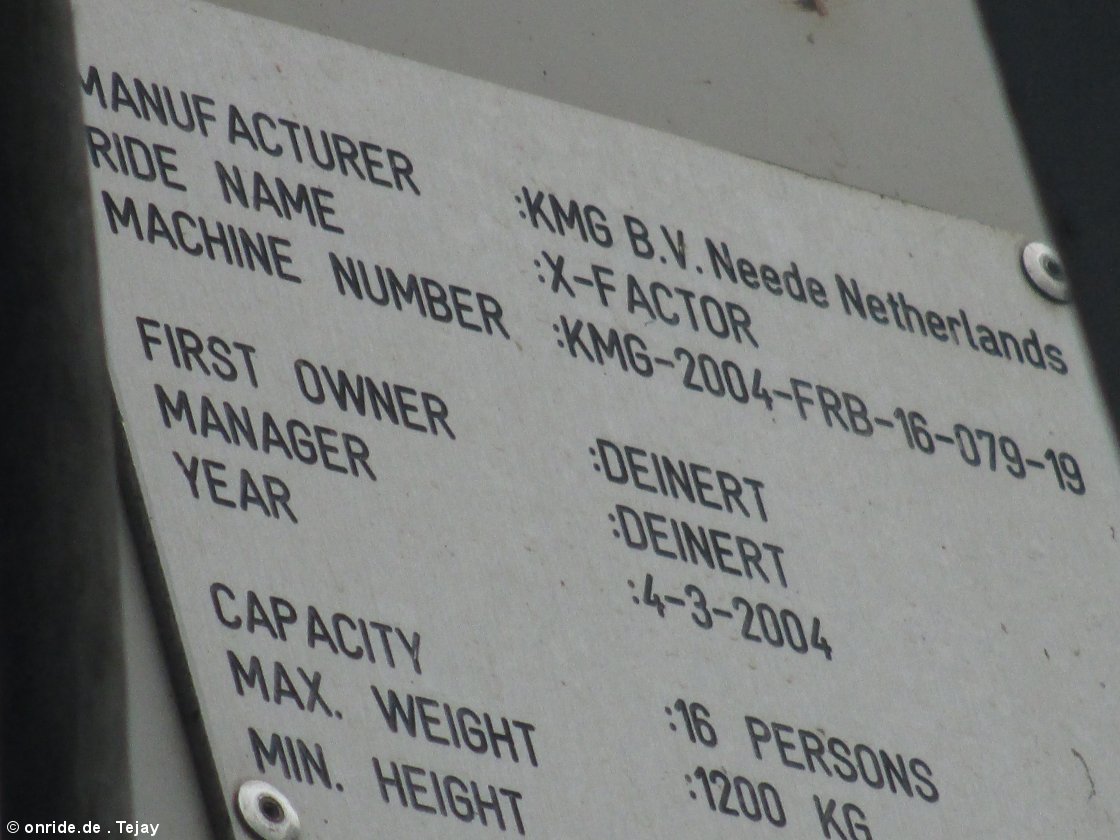 MANUFACTURER :KMG B.V. Neede Netherlands
RIDE NAME :X-FACTOR
MACHINE NUMBER :KMG-2004-FRB-16-079-19
FIRST OWNER :DEINERT
MANAGER :DEINERT
YEAR :4-3-2004
CAPACITY :16 PERSONS
MAX. WEIGHT :1200 KG
MIN. HEIGHT
© onride.de . Tejay